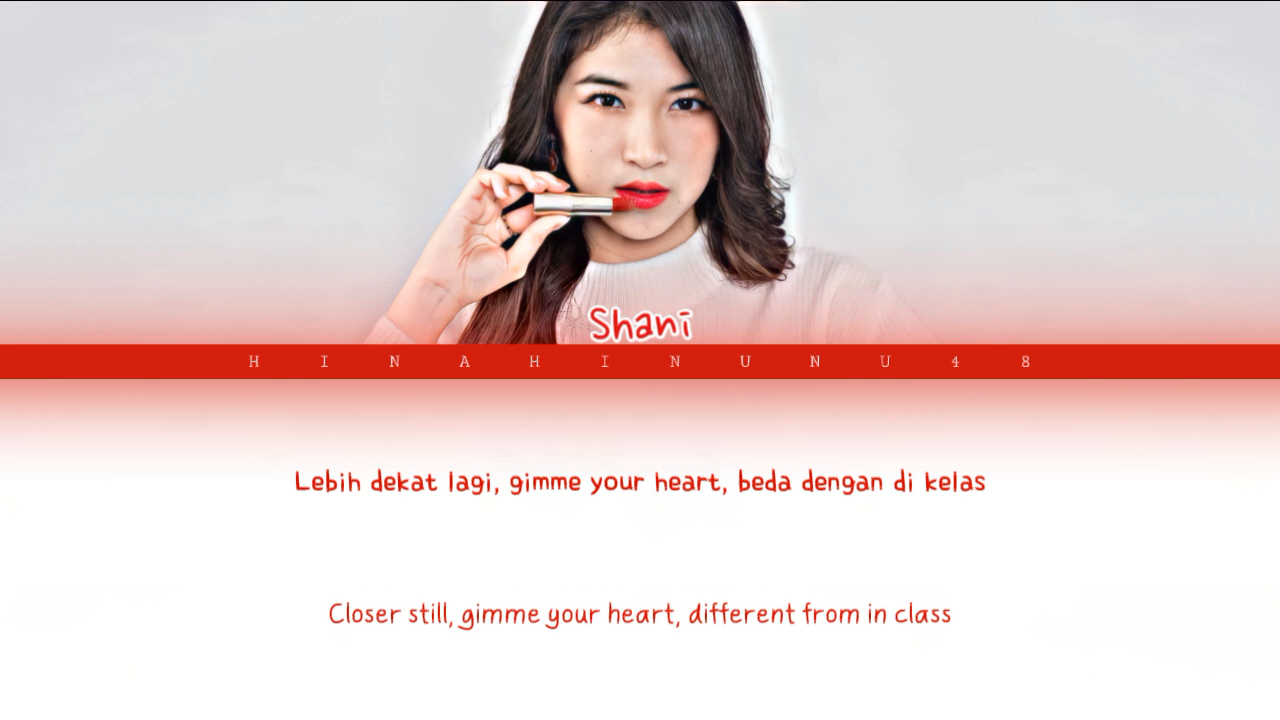 Shani
H I N A H I N U N U 4 8
Lebih dekat lagi, gimme your heart, beda dengan di kelas
Closer still, gimme your heart, different from in class